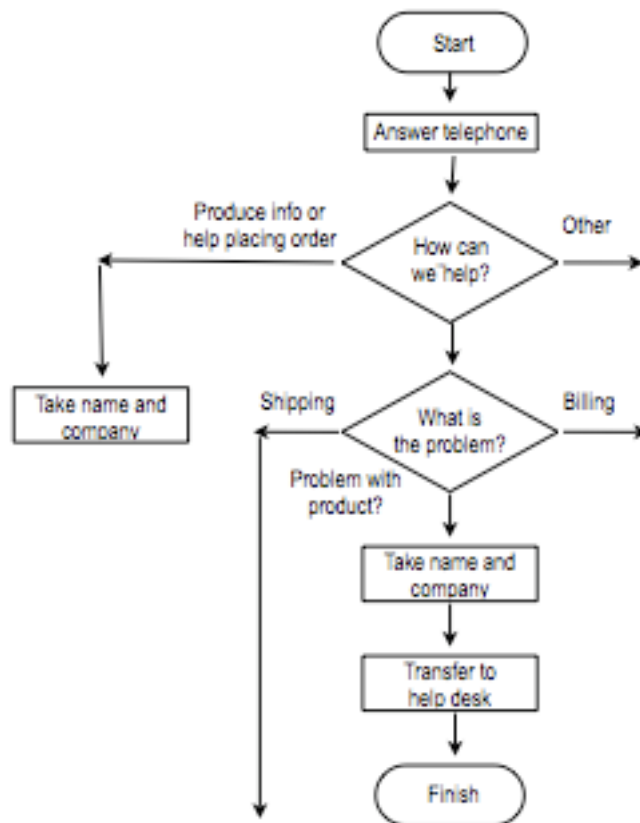 Start
Answer telephone
Produce info or
help placing order
How can
we help?
Other
Take name and
company
Shipping
What is
the problem?
Billing
Problem with
product?
Take name and
company
Transfer to
help desk
Finish